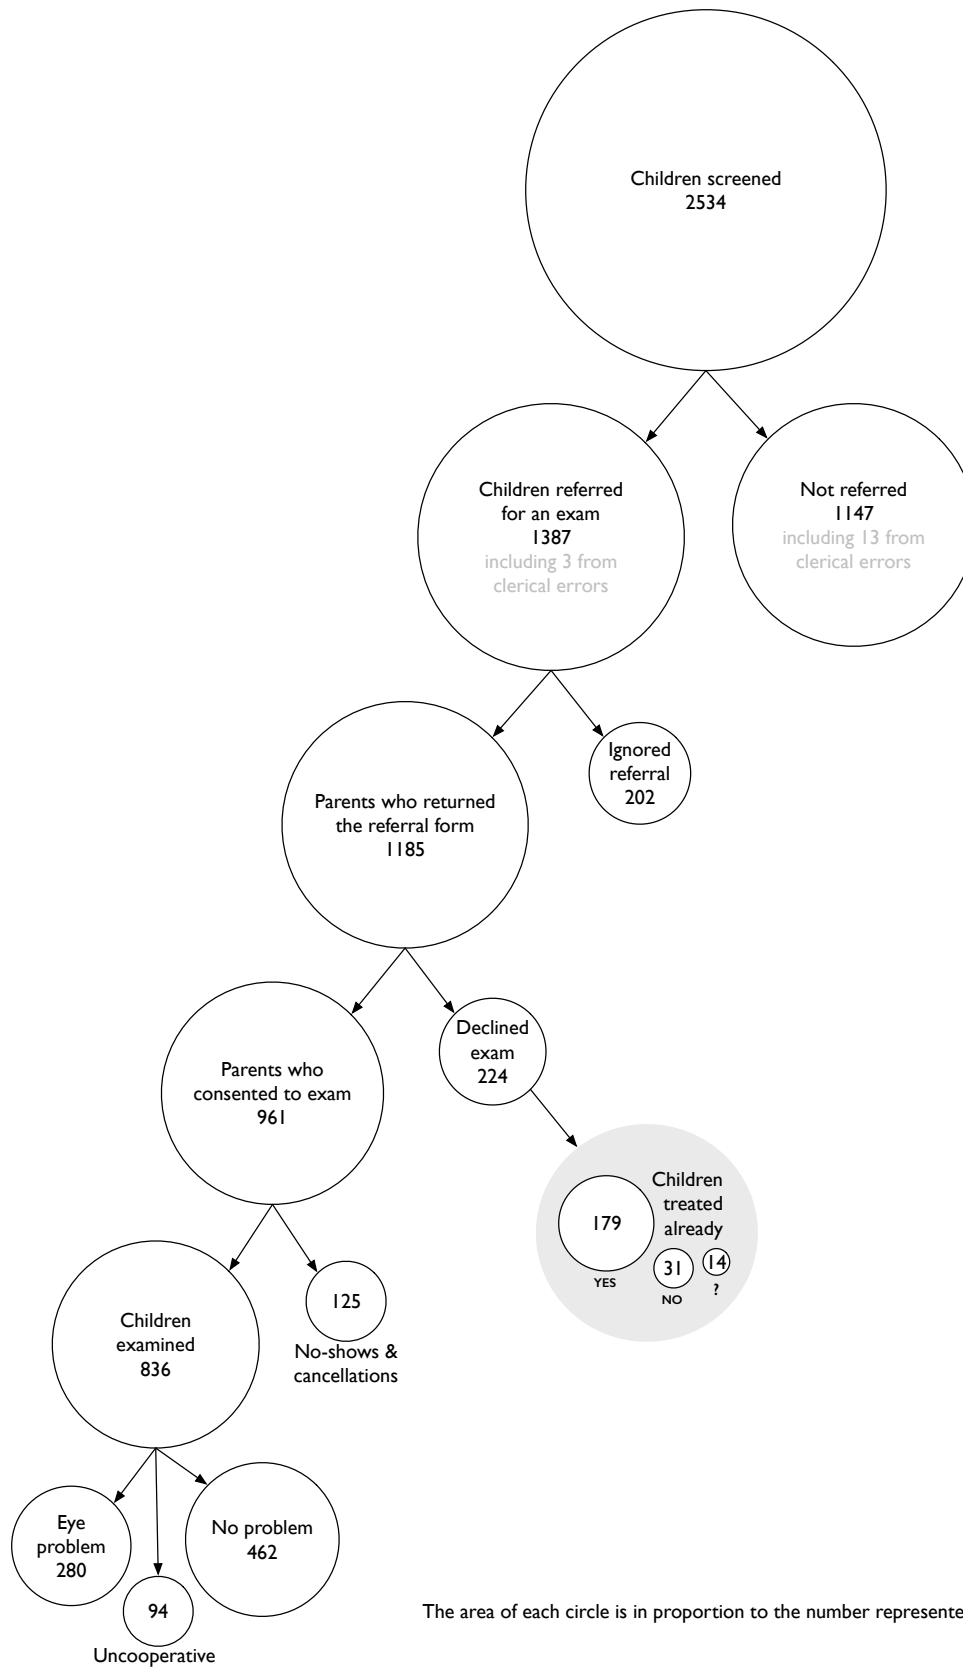 Children screened
2534
Children referred
for an exam
1387
including 3 from
clerical errors
Not referred
1147
including 13 from
clerical errors
Ignored
referral
202
Parents who returned
the referral form
1185
Declined
exam
224
Parents who
consented to exam
961
Children
treated
already
179
YES
31
NO
14
?
125
No-shows &
cancellations
Children
examined
836
Eye
problem
280
No problem
462
94
Uncooperative
The area of each circle is in proportion to the number represente